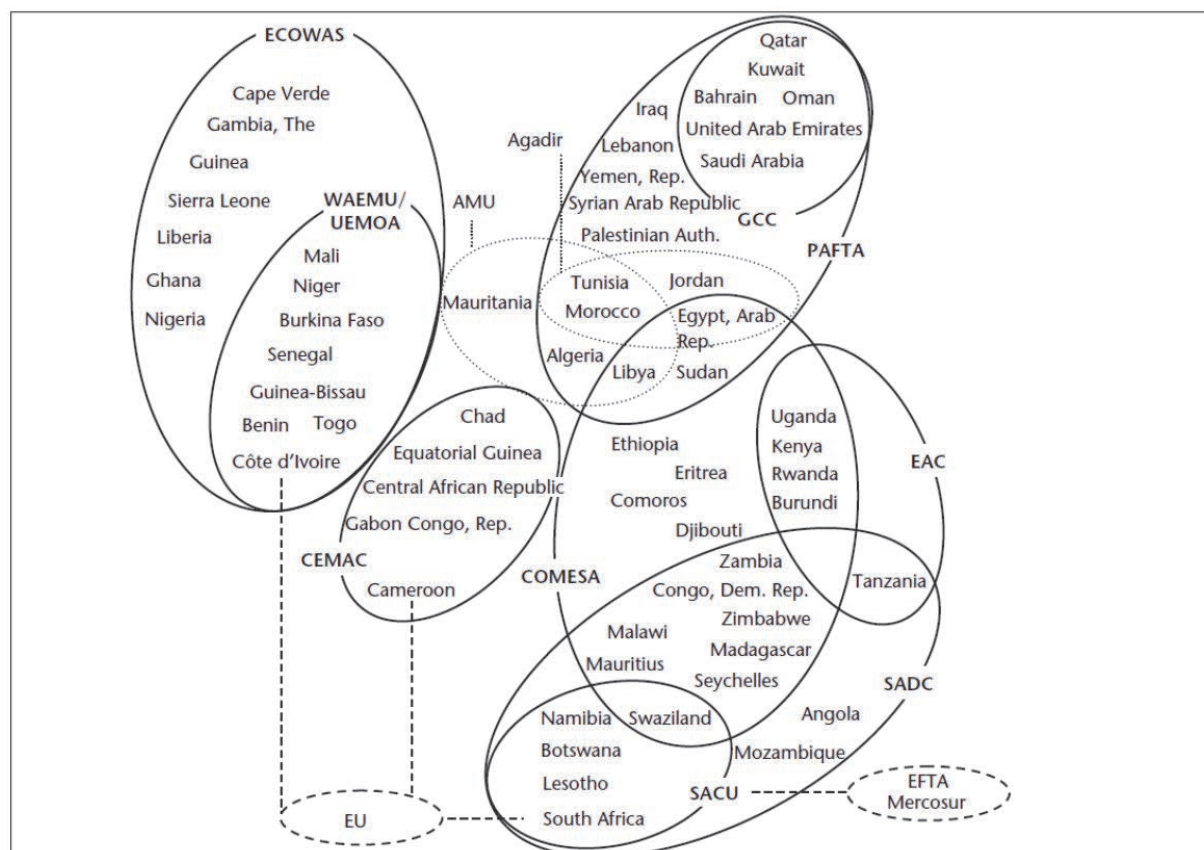 ECOWAS
Cape Verde
Gambia, The
Guinea
Sierra Leone
Liberia
Ghana
Nigeria
WAEMU/
UEMOA
Mali
Niger
Burkina Faso
Senegal
Guinea-Bissau
Benin Togo
Côte d'Ivoire
AMU
Mauritania
Agadir
Qatar
Kuwait
Bahrain Oman
United Arab Emirates
Saudi Arabia
GCC
PAFTA
Iraq
Lebanon
Yemen, Rep.
Syrian Arab Republic
Palestinian Auth.
Tunisia
Jordan
Morocco
Egypt, Arab
Rep.
Algeria
Libya
Sudan
Chad
Equatorial Guinea
Central African Republic
Gabon Congo, Rep.
CEMAC
Cameroon
COMESA
Ethiopia
Eritrea
Comoros
Djibouti
Uganda
Kenya
Rwanda
Burundi
EAC
Tanzania
Zambia
Congo, Dem. Rep.
Zimbabwe
Malawi
Madagascar
Mauritius
Seychelles
SADC
Angola
Mozambique
Namibia Swaziland
Botswana
Lesotho
SACU
South Africa
EU
EFTA
Mercosur